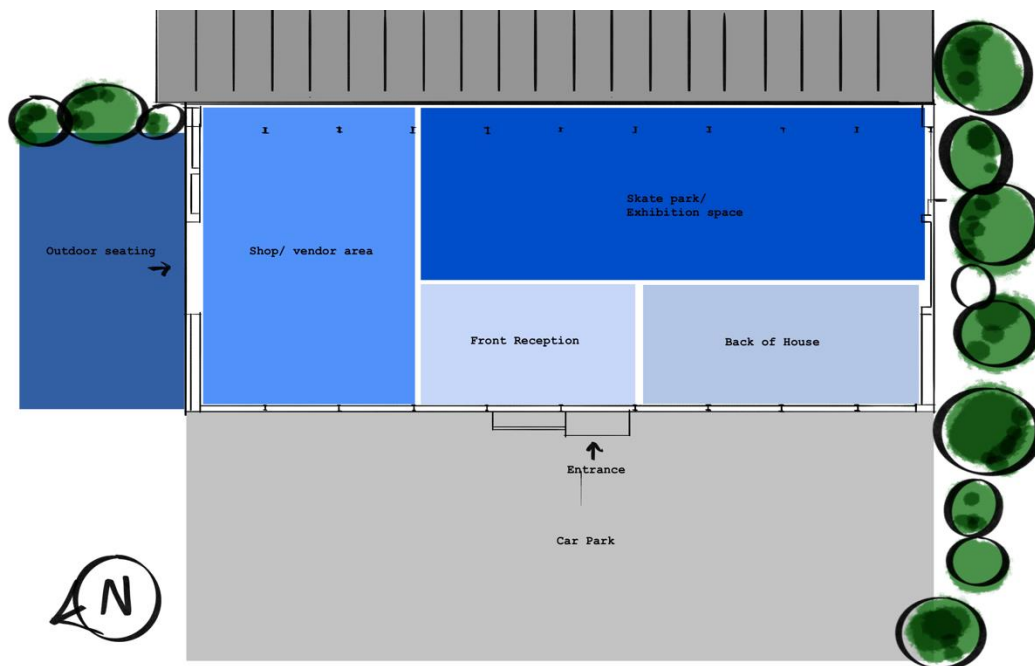 Skate park/
Exhibition space
Outdoor seating
Shop/ vendor area
Front Reception
Back of House
Entrance
Car Park
N